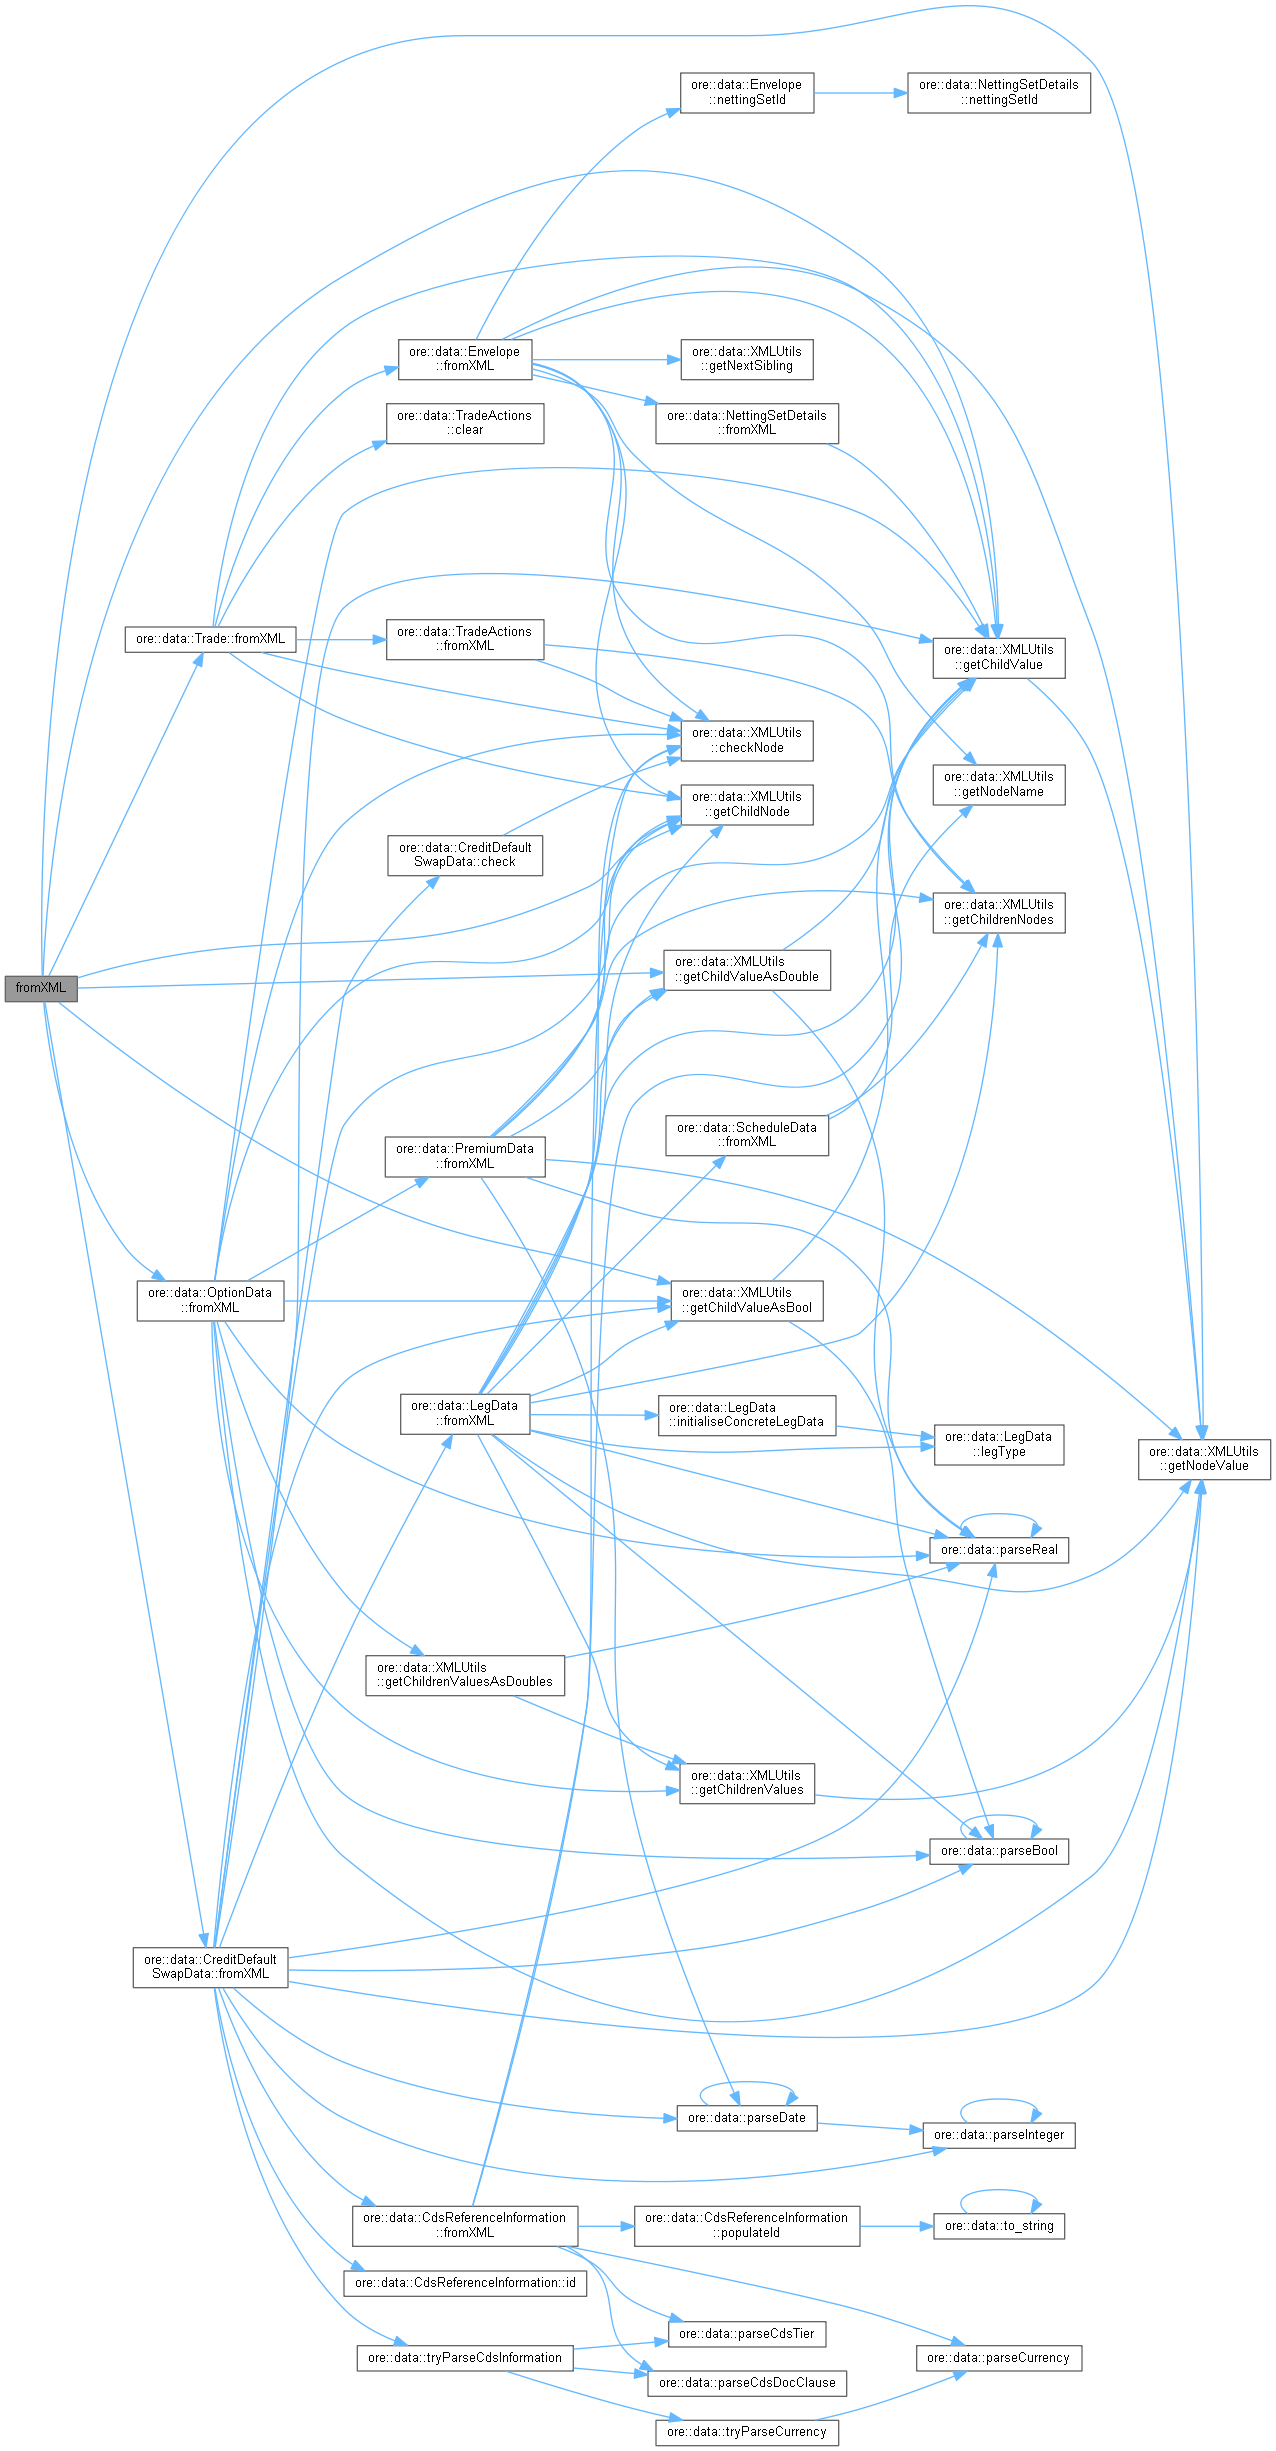 ore::data::Envelope
::nettingSetId
ore::data::NettingSetDetails
::nettingSetId
ore::data::Envelope
::fromXML
ore::data::XMLUtils
::getNextSibling
ore::data::TradeActions
::clear
ore::data::NettingSetDetails
::fromXML
ore::data::Trade::fromXML
ore::data::TradeActions
::fromXML
ore::data::XMLUtils
::getChildValue
ore::data::XMLUtils
::checkNode
ore::data::XMLUtils
::getNodeName
ore::data::XMLUtils
::getChildNode
ore::data::CreditDefault
SwapData::check
ore::data::XMLUtils
::getChildrenNodes
fromXML
ore::data::XMLUtils
::getChildValueAsDouble
ore::data::ScheduleData
::fromXML
ore::data::PremiumData
::fromXML
ore::data::OptionData
::fromXML
ore::data::XMLUtils
::getChildValueAsBool
ore::data::LegData
::fromXML
ore::data::LegData
::initialiseConcreteLegData
ore::data::LegData
::legType
ore::data::XMLUtils
::getNodeValue
ore::data::parseReal
ore::data::XMLUtils
::getChildrenValuesAsDoubles
ore::data::XMLUtils
::getChildrenValues
ore::data::parseBool
ore::data::CreditDefault
SwapData::fromXML
ore::data::parseDate
ore::data::parseInteger
ore::data::CdsReferenceInformation
::fromXML
ore::data::CdsReferenceInformation
::populateId
ore::data::to_string
ore::data::CdsReferenceInformation::id
ore::data::parseCdsTier
ore::data::tryParseCdsInformation
ore::data::parseCurrency
ore::data::parseCdsDocClause
ore::data::tryParseCurrency